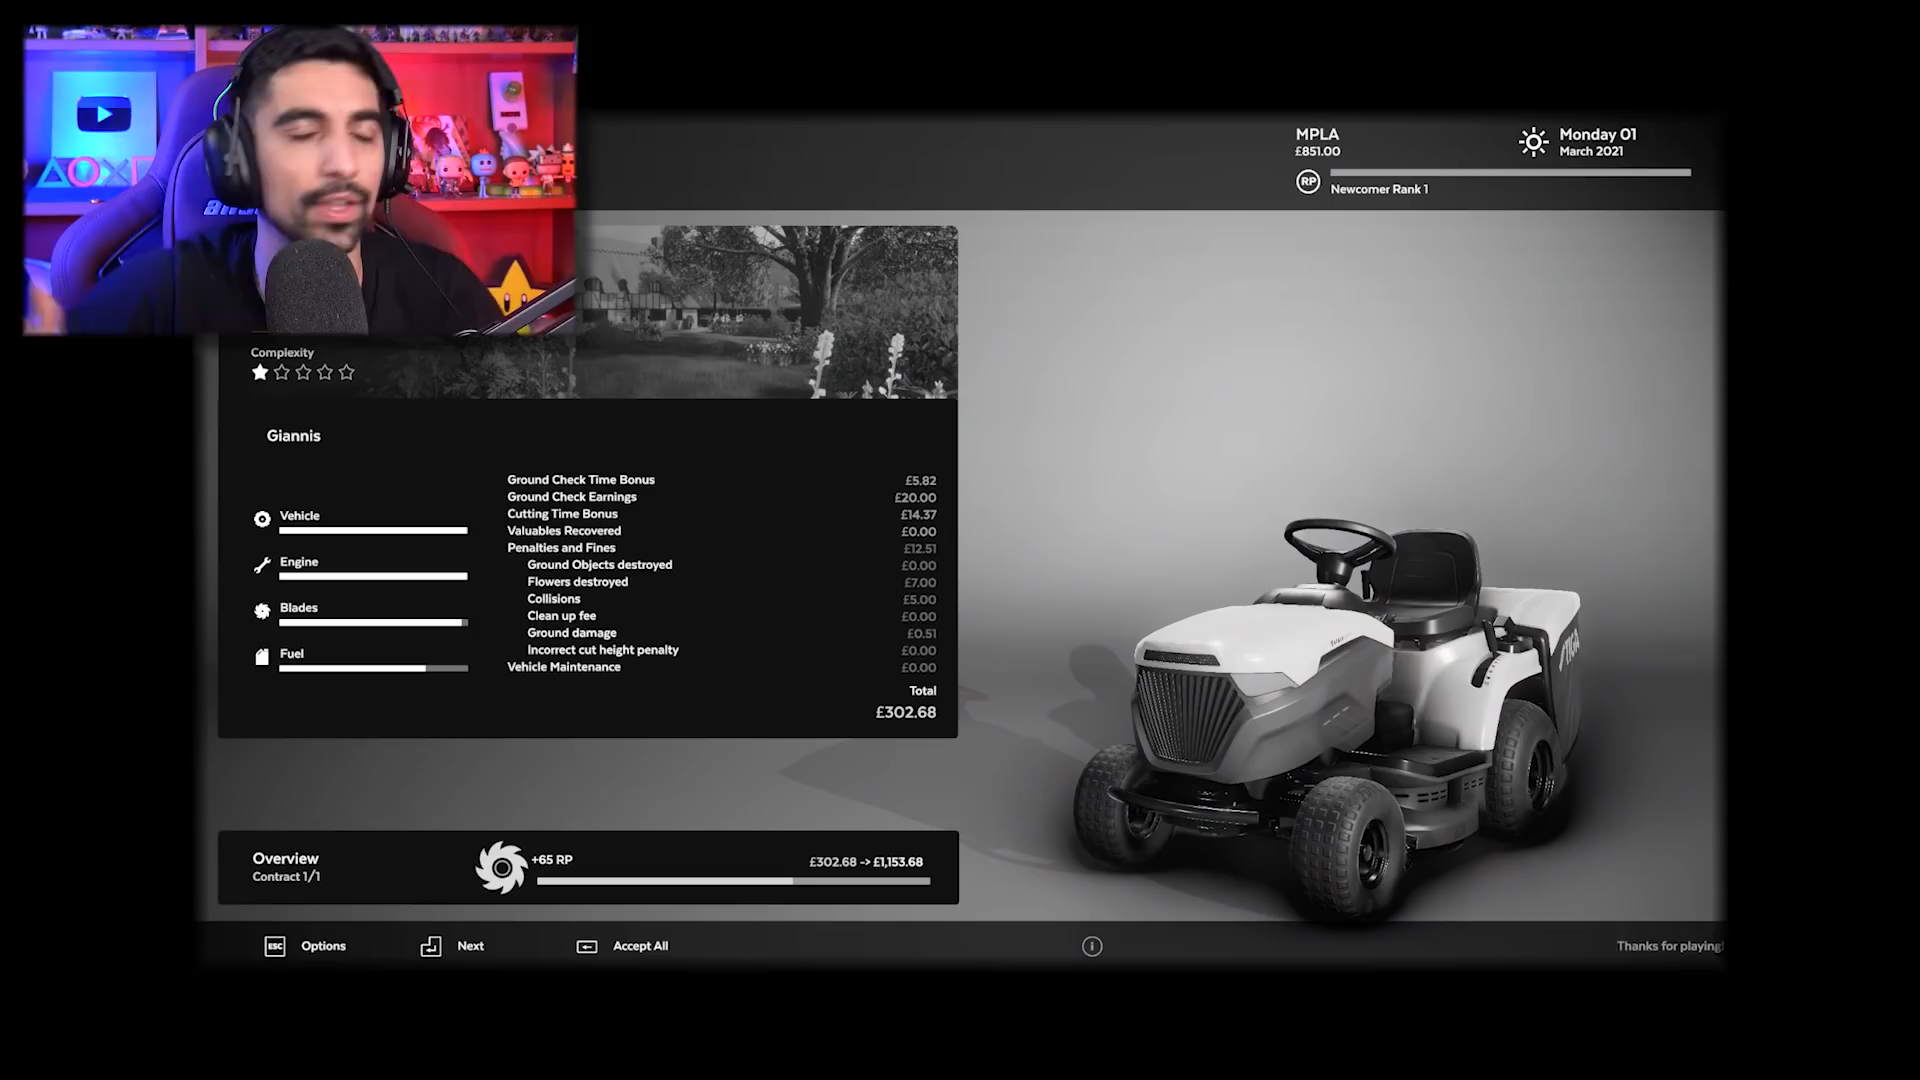 MPLA
£851.00
Monday 01
March 2021
RP
Newcomer Rank 1
Complexity
Giannis
Vehicle
Engine
Blades
Fuel
Ground Check Time Bonus £5.82
Ground Check Earnings £20.00
Cutting Time Bonus £14.37
Valuables Recovered £0.00
Penalties and Fines £12.51
Ground Objects destroyed £0.00
Flowers destroyed £7.00
Collisions £5.00
Clean up fee £0.00
Ground damage £0.51
Incorrect cut height penalty £0.00
Vehicle Maintenance £0.00
Total
£302.68
STIGA
Overview
Contract 1/1
+65 RP
£302.68 -> £1,153.68
ESC Options
Next
Accept All
Thanks for playing!